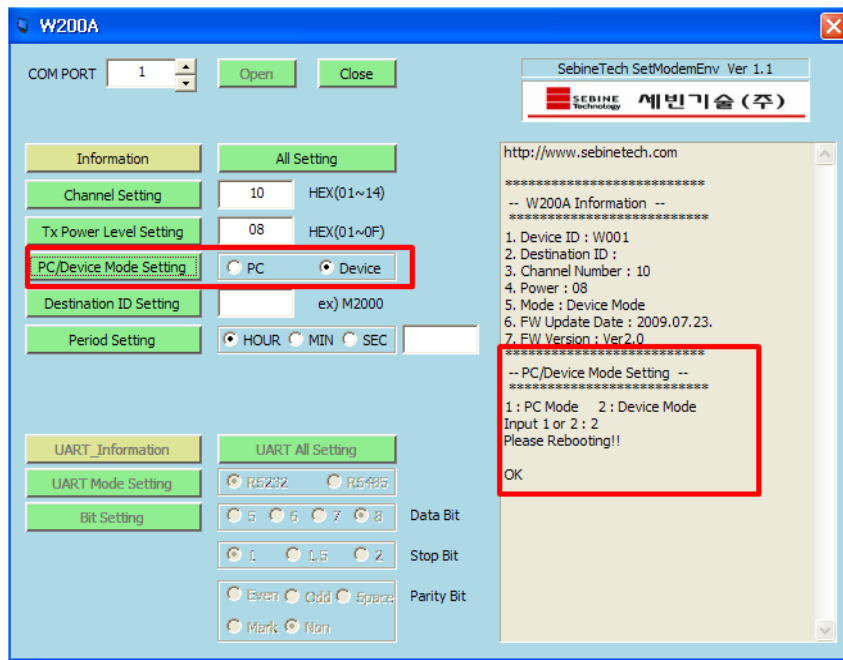 W200A
COM PORT 1 Open Close
SebineTech SetModemEnv Ver 1.1
SEBINE Technology 세빈기술(주)
Information All Setting
Channel Setting 10 HEX(01~14)
Tx Power Level Setting 08 HEX(01~0F)
PC/Device Mode Setting PC Device
Destination ID Setting ex) M2000
Period Setting HOUR MIN SEC
UART_Information UART All Setting
UART Mode Setting RS232 RS485
Bit Setting 5 6 7 8 Data Bit
1 1.5 2 Stop Bit
Even Odd Space Parity Bit
Mark Non
http://www.sebinetech.com
**************************
-- W200A Information --
**************************
1. Device ID : W001
2. Destination ID :
3. Channel Number : 10
4. Power : 08
5. Mode : Device Mode
6. FW Update Date : 2009.07.23.
7. FW Version : Ver2.0
**************************
-- PC/Device Mode Setting --
**************************
1 : PC Mode 2 : Device Mode
Input 1 or 2 : 2
Please Rebooting!!
OK